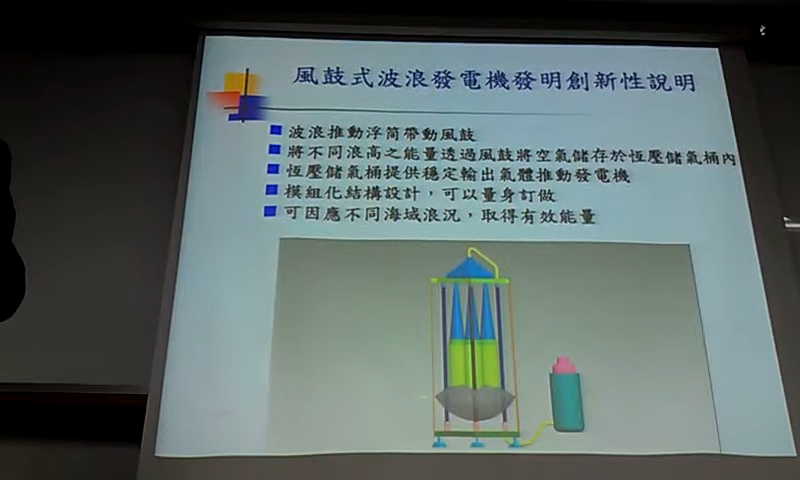 風鼓式波浪發電機發明創新性說明
波浪推動浮筒帶動風鼓
將不同浪高之能量透過風鼓將空氣儲存於恆壓儲氣桶內
恆壓儲氣桶提供穩定輸出氣體推動發電機
模組化結構設計，可以量身訂做
可因應不同海域浪況，取得有效能量